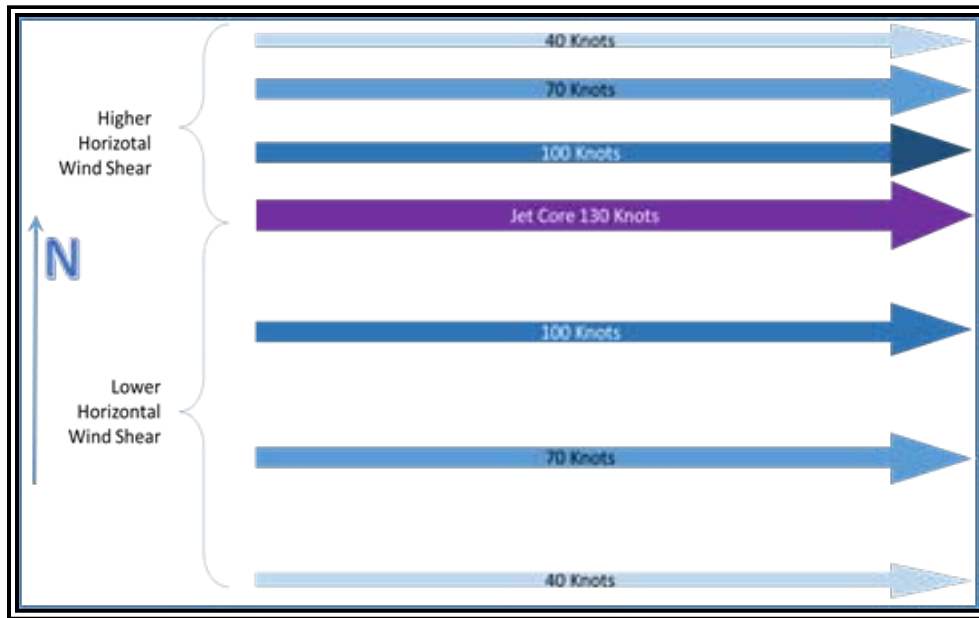 40 Knots
70 Knots
Higher
Horizotal
Wind Shear
100 Knots
Jet Core 130 Knots
N
100 Knots
Lower
Horizontal
Wind Shear
70 Knots
40 Knots